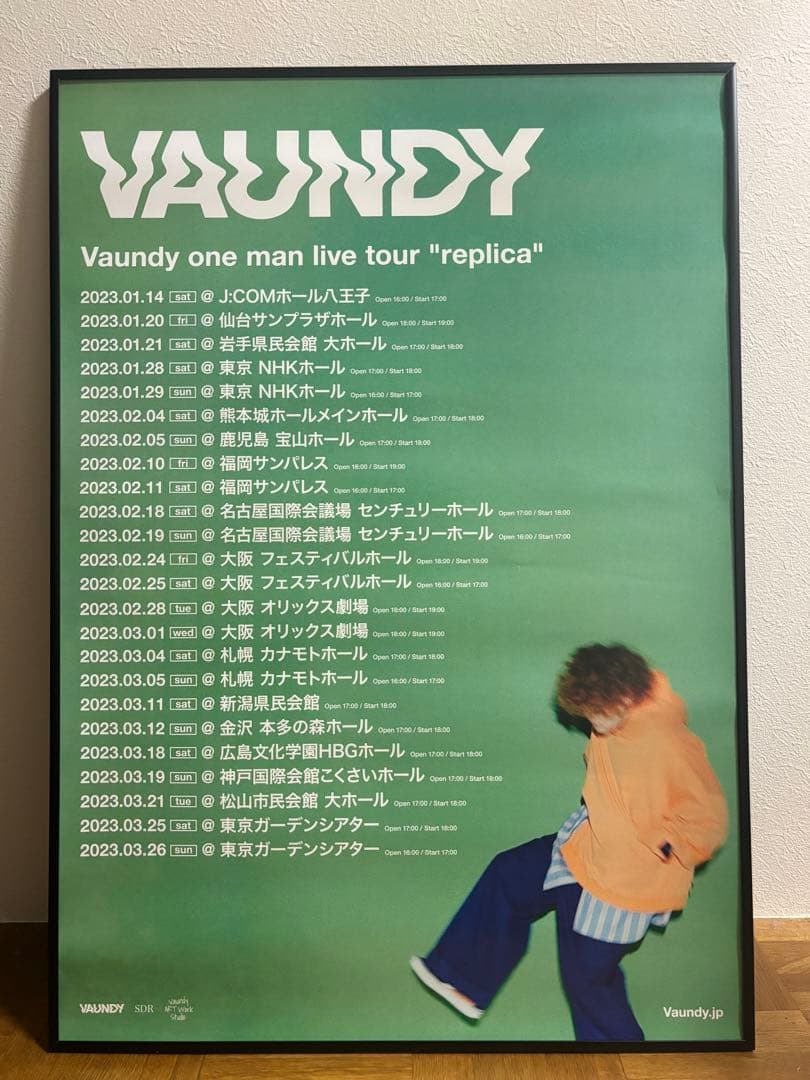 VAUNDY
Vaundy one man live tour "replica"
2023.01.14 sat @ J:COMホール八王子 Open 16:00 / Start 17:00
2023.01.20 fri @ 仙台サンプラザホール Open 18:00 / Start 19:00
2023.01.21 sat @ 岩手県民会館 大ホール Open 17:00 / Start 18:00
2023.01.28 sat @ 東京 NHKホール Open 17:00 / Start 18:00
2023.01.29 sun @ 東京 NHKホール Open 16:00 / Start 17:00
2023.02.04 sat @ 熊本城ホールメインホール Open 17:00 / Start 18:00
2023.02.05 sun @ 鹿児島 宝山ホール Open 17:00 / Start 18:00
2023.02.10 fri @ 福岡サンパレス Open 18:00 / Start 19:00
2023.02.11 sat @ 福岡サンパレス Open 16:00 / Start 17:00
2023.02.18 sat @ 名古屋国際会議場 センチュリーホール Open 17:00 / Start 18:00
2023.02.19 sun @ 名古屋国際会議場 センチュリーホール Open 16:00 / Start 17:00
2023.02.24 fri @ 大阪 フェスティバルホール Open 18:00 / Start 19:00
2023.02.25 sat @ 大阪 フェスティバルホール Open 16:00 / Start 17:00
2023.02.28 tue @ 大阪 オリックス劇場 Open 18:00 / Start 19:00
2023.03.01 wed @ 大阪 オリックス劇場 Open 18:00 / Start 19:00
2023.03.04 sat @ 札幌 カナモトホール Open 17:00 / Start 18:00
2023.03.05 sun @ 札幌 カナモトホール Open 16:00 / Start 17:00
2023.03.11 sat @ 新潟県民会館 Open 17:00 / Start 18:00
2023.03.12 sun @ 金沢 本多の森ホール Open 17:00 / Start 18:00
2023.03.18 sat @ 広島文化学園HBGホール Open 17:00 / Start 18:00
2023.03.19 sun @ 神戸国際会館こくさいホール Open 17:00 / Start 18:00
2023.03.21 tue @ 松山市民会館 大ホール Open 17:00 / Start 18:00
2023.03.25 sat @ 東京ガーデンシアター Open 17:00 / Start 18:00
2023.03.26 sun @ 東京ガーデンシアター Open 16:00 / Start 17:00
VAUNDY SDR Vaundy ART Work Studio
Vaundy.jp